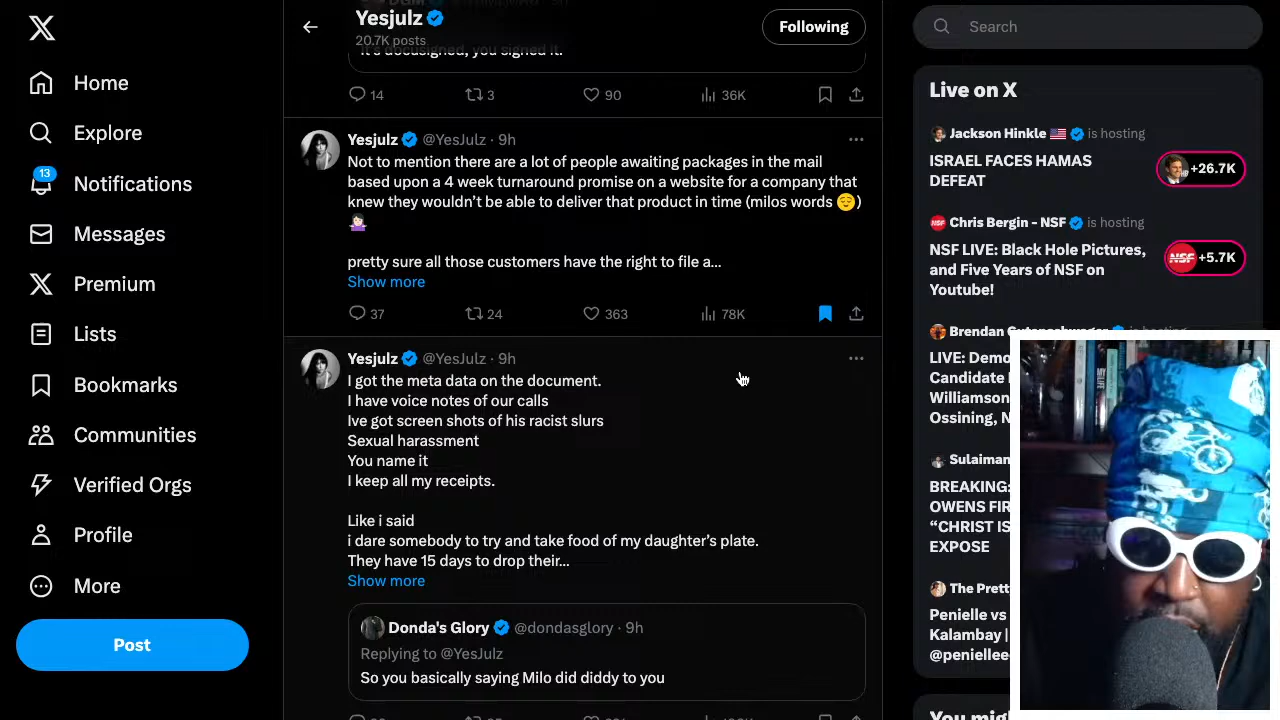 Home
Explore
13
Notifications
Messages
Premium
Lists
Bookmarks
Communities
Verified Orgs
Profile
More
Post
Yesjulz
20.7K posts
Following
It's docusigned, you signed it.
14 3 90 36K
Yesjulz @YesJulz · 9h
Not to mention there are a lot of people awaiting packages in the mail
based upon a 4 week turnaround promise on a website for a company that
knew they wouldn't be able to deliver that product in time (milos words 😌)
🤷🏻‍♀️
pretty sure all those customers have the right to file a...
Show more
37 24 363 78K
Yesjulz @YesJulz · 9h
I got the meta data on the document.
I have voice notes of our calls
Ive got screen shots of his racist slurs
Sexual harassment
You name it
I keep all my receipts.
Like i said
i dare somebody to try and take food of my daughter's plate.
They have 15 days to drop their...
Show more
Donda's Glory @dondasglory · 9h
Replying to @YesJulz
So you basically saying Milo did diddy to you
Search
Live on X
Jackson Hinkle 🇺🇸 is hosting
ISRAEL FACES HAMAS
DEFEAT
+26.7K
Chris Bergin - NSF is hosting
NSF LIVE: Black Hole Pictures,
and Five Years of NSF on
Youtube!
NSF +5.7K
Brendan is hosting
LIVE: Demo
Candidate
Williamson
Ossining, N
Sulaiman
BREAKING:
OWENS FIR
"CHRIST IS
EXPOSE
The Prett
Penielle vs
Kalambay |
@penielle
You mig